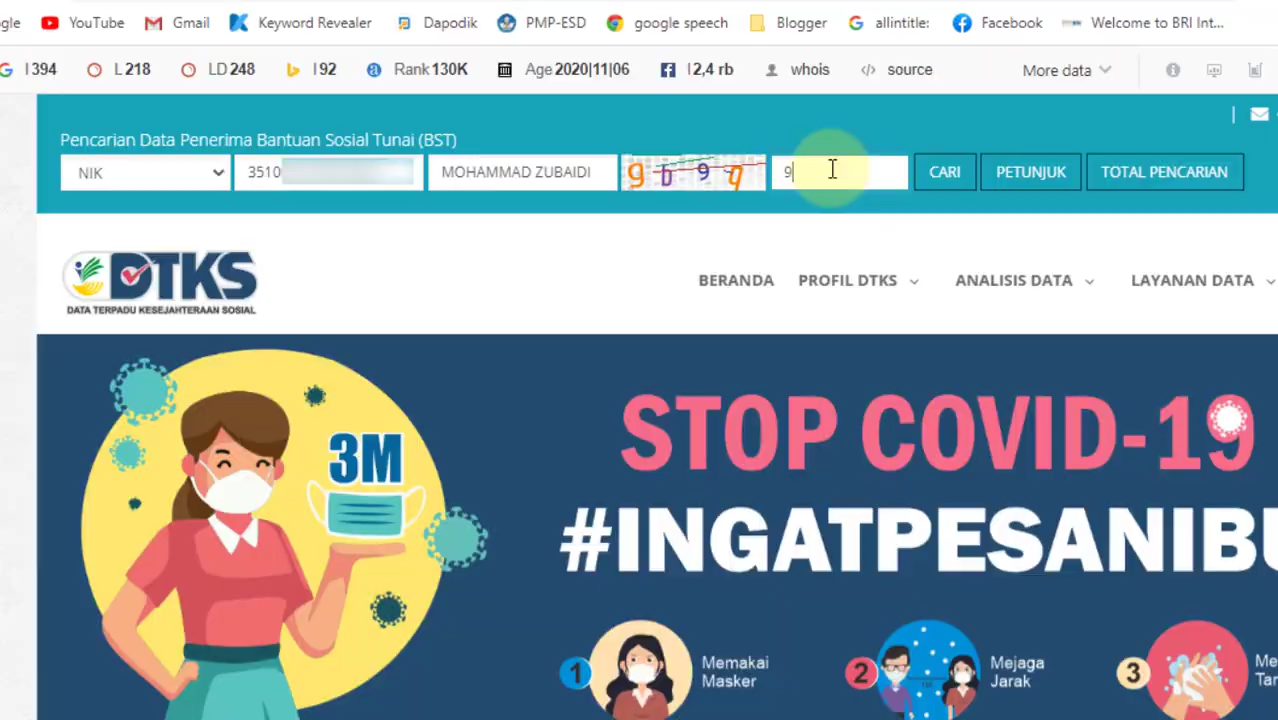 gle YouTube Gmail Keyword Revealer Dapodik PMP-ESD google speech Blogger allintitle: Facebook Welcome to BRI Int...
I 394 L 218 LD 248 I 92 Rank 130K Age 2020|11|06 I 2,4 rb whois source More data
Pencarian Data Penerima Bantuan Sosial Tunai (BST)
NIK 3510 MOHAMMAD ZUBAIDI 9 CARI PETUNJUK TOTAL PENCARIAN
DTKS
DATA TERPADU KESEJAHTERAAN SOSIAL
BERANDA PROFIL DTKS ANALISIS DATA LAYANAN DATA
3M
STOP COVID-19
#INGATPESANIBU
1 Memakai
Masker
2 Mejaga
Jarak
3 Me
Tar